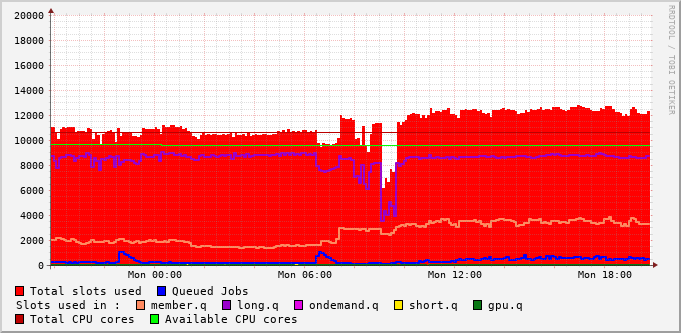 20000
18000
16000
14000
12000
10000
8000
6000
4000
2000
0
Mon 00:00 Mon 06:00 Mon 12:00 Mon 18:00
RRDTOOL / TOBI OETIKER
Total slots used Queued Jobs
Slots used in : member.q long.q ondemand.q short.q gpu.q
Total CPU cores Available CPU cores